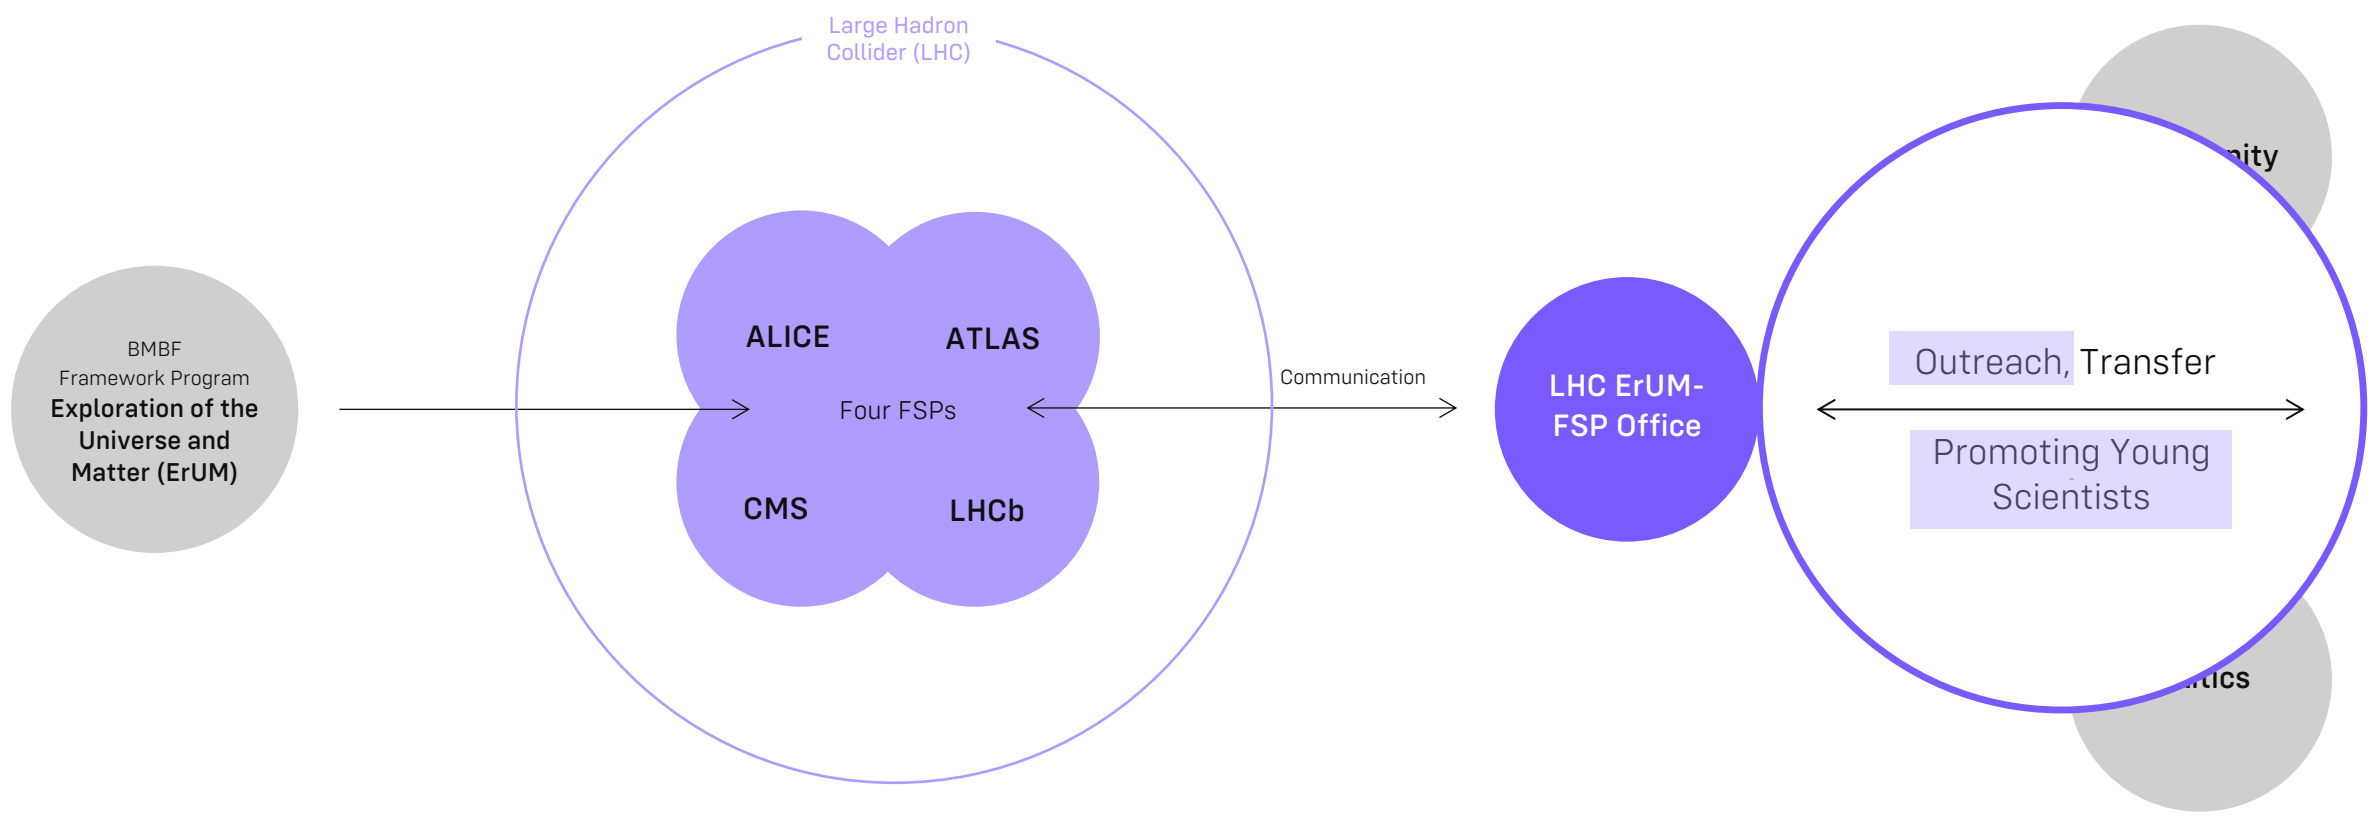 Large Hadron
Collider (LHC)
BMBF
Framework Program
Exploration of the
Universe and
Matter (ErUM)
ALICE
ATLAS
Four FSPs
CMS
LHCb
Communication
LHC ErUM-
FSP Office
Outreach, Transfer
Promoting Young
Scientists